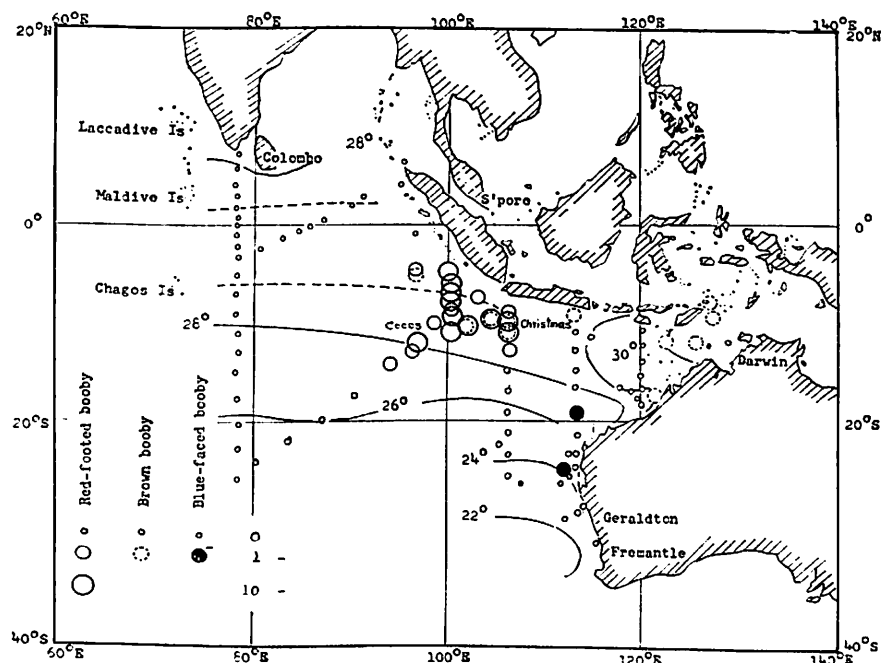 60°E 80°E 100°E 120°E 140°E
20°N 20°N
Laccadive Is
Colombo
28°
Maldive Is
S'pore
0° 0°
Chagos Is
28° Cocos Christmas
30°
Darwin
26°
20°S 20°S
24°
22°
Geraldton
Fromantle
Red-footed booby
Brown booby
Blue-faced booby
0
1 -
10 -
40°S 40°S
60°E 80°E 100°E 120°E 140°E